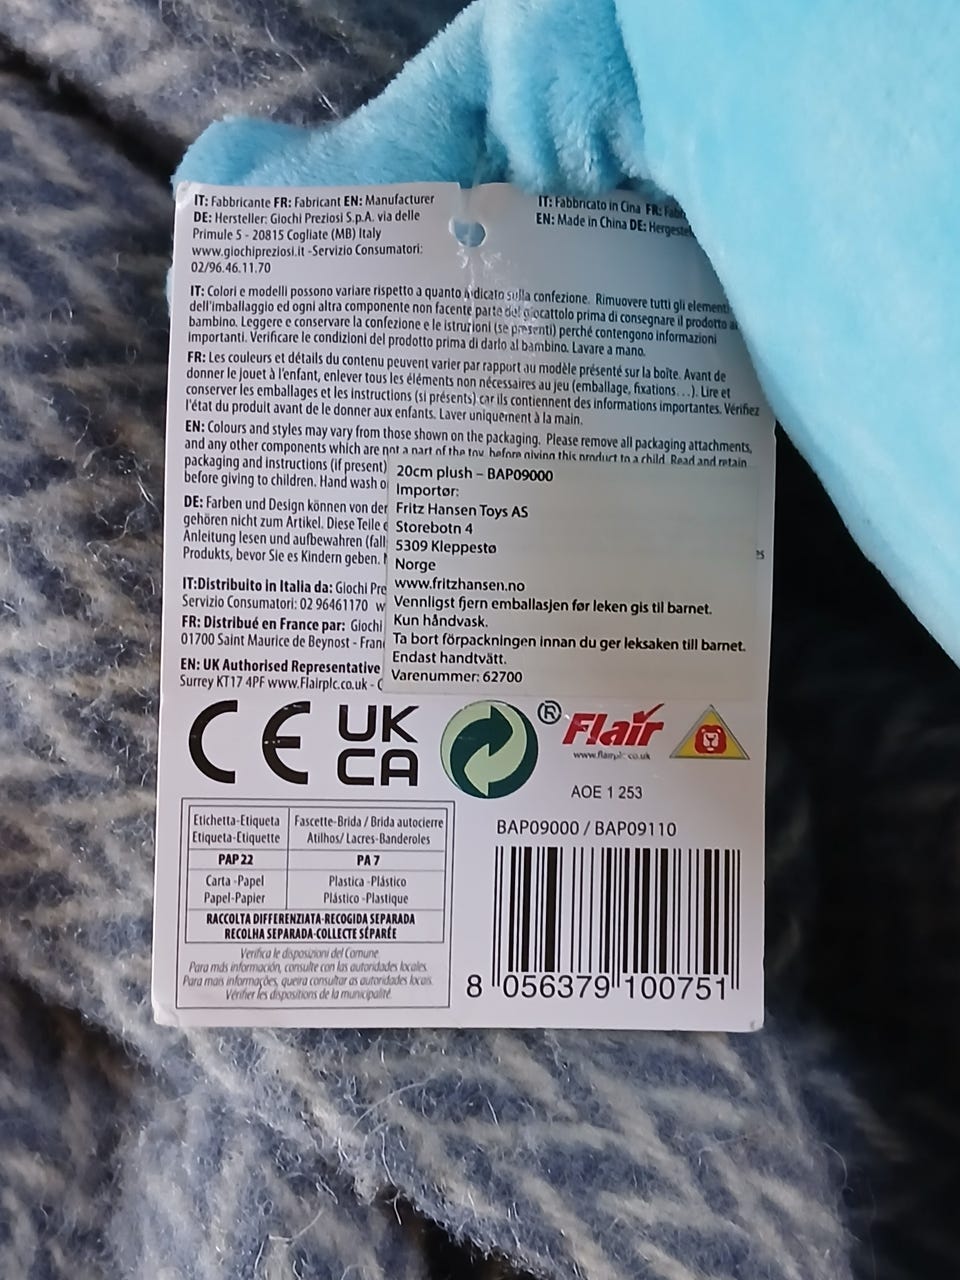 IT: Fabbricante FR: Fabricant EN: Manufacturer
DE: Hersteller: Giochi Preziosi S.p.A. via delle
Primule 5 - 20815 Cogliate (MB) Italy
www.giochipreziosi.it -Servizio Consumatori:
02/96.46.11.70
IT: Fabbricato in Cina FR:
EN: Made in China DE:
IT: Colori e modelli possono variare rispetto a quanto indicato sulla confezione. Rimuovere tutti gli elementi
dell'imballaggio ed ogni altra componente non facente parte del giocattolo prima di consegnare il prodotto al
bambino. Leggere e conservare la confezione e le istruzioni (se presenti) perché contengono informazioni
importanti. Verificare le condizioni del prodotto prima di darlo al bambino. Lavare a mano.
FR: Les couleurs et détails du contenu peuvent varier par rapport au modèle présenté sur la boîte. Avant de
donner le jouet à l'enfant, enlever tous les éléments non nécessaires au jeu (emballage, fixations...). Lire et
conserver les emballages et les instructions (si présents) car ils contiennent des informations importantes. Vérifiez
l'état du produit avant de le donner aux enfants. Laver uniquement à la main.
EN: Colours and styles may vary from those shown on the packaging. Please remove all packaging attachments,
and any other components which are not a part of the toy, before giving this product to a child. Read and retain
packaging and instructions (if present)
before giving to children. Hand wash
DE: Farben und Design können von der
gehören nicht zum Artikel. Diese Teile
Anleitung lesen und aufbewahren (fall
Produkts, bevor Sie es Kindern geben.
IT:Distribuito in Italia da: Giochi Pre
Servizio Consumatori: 02 96461170 w
FR: Distribué en France par: Giochi
01700 Saint Maurice de Beynost - Fran
EN: UK Authorised Representative
Surrey KT17 4PF www.Flairplc.co.uk -
20cm plush – BAP09000
Importør:
Fritz Hansen Toys AS
Storebotn 4
5309 Kleppestø
Norge
www.fritzhansen.no
Vennligst fjern emballasjen før leken gis til barnet.
Kun håndvask.
Ta bort förpackningen innan du ger leksaken till barnet.
Endast handtvätt.
Varenummer: 62700
es
CE
UK
CA
®
Flair
www.flairplc.co.uk
AOE 1 253
Etichetta-Etiqueta
Etiqueta-Etiquette
Fascette-Brida / Brida autocierre
Atilhos/ Lacres-Banderoles
PAP 22
PA 7
Carta -Papel
Papel-Papier
Plastica -Plástico
Plástico -Plastique
RACCOLTA DIFFERENZIATA-RECOGIDA SEPARADA
RECOLHA SEPARADA-COLLECTE SÉPARÉE
Verifica le disposizioni del Comune.
Para más información, consulte con las autoridades locales.
Para mais informações, queira consultar as autoridades locais.
Vérifier les dispositions de la municipalité.
BAP09000 / BAP09110
8 056379 100751